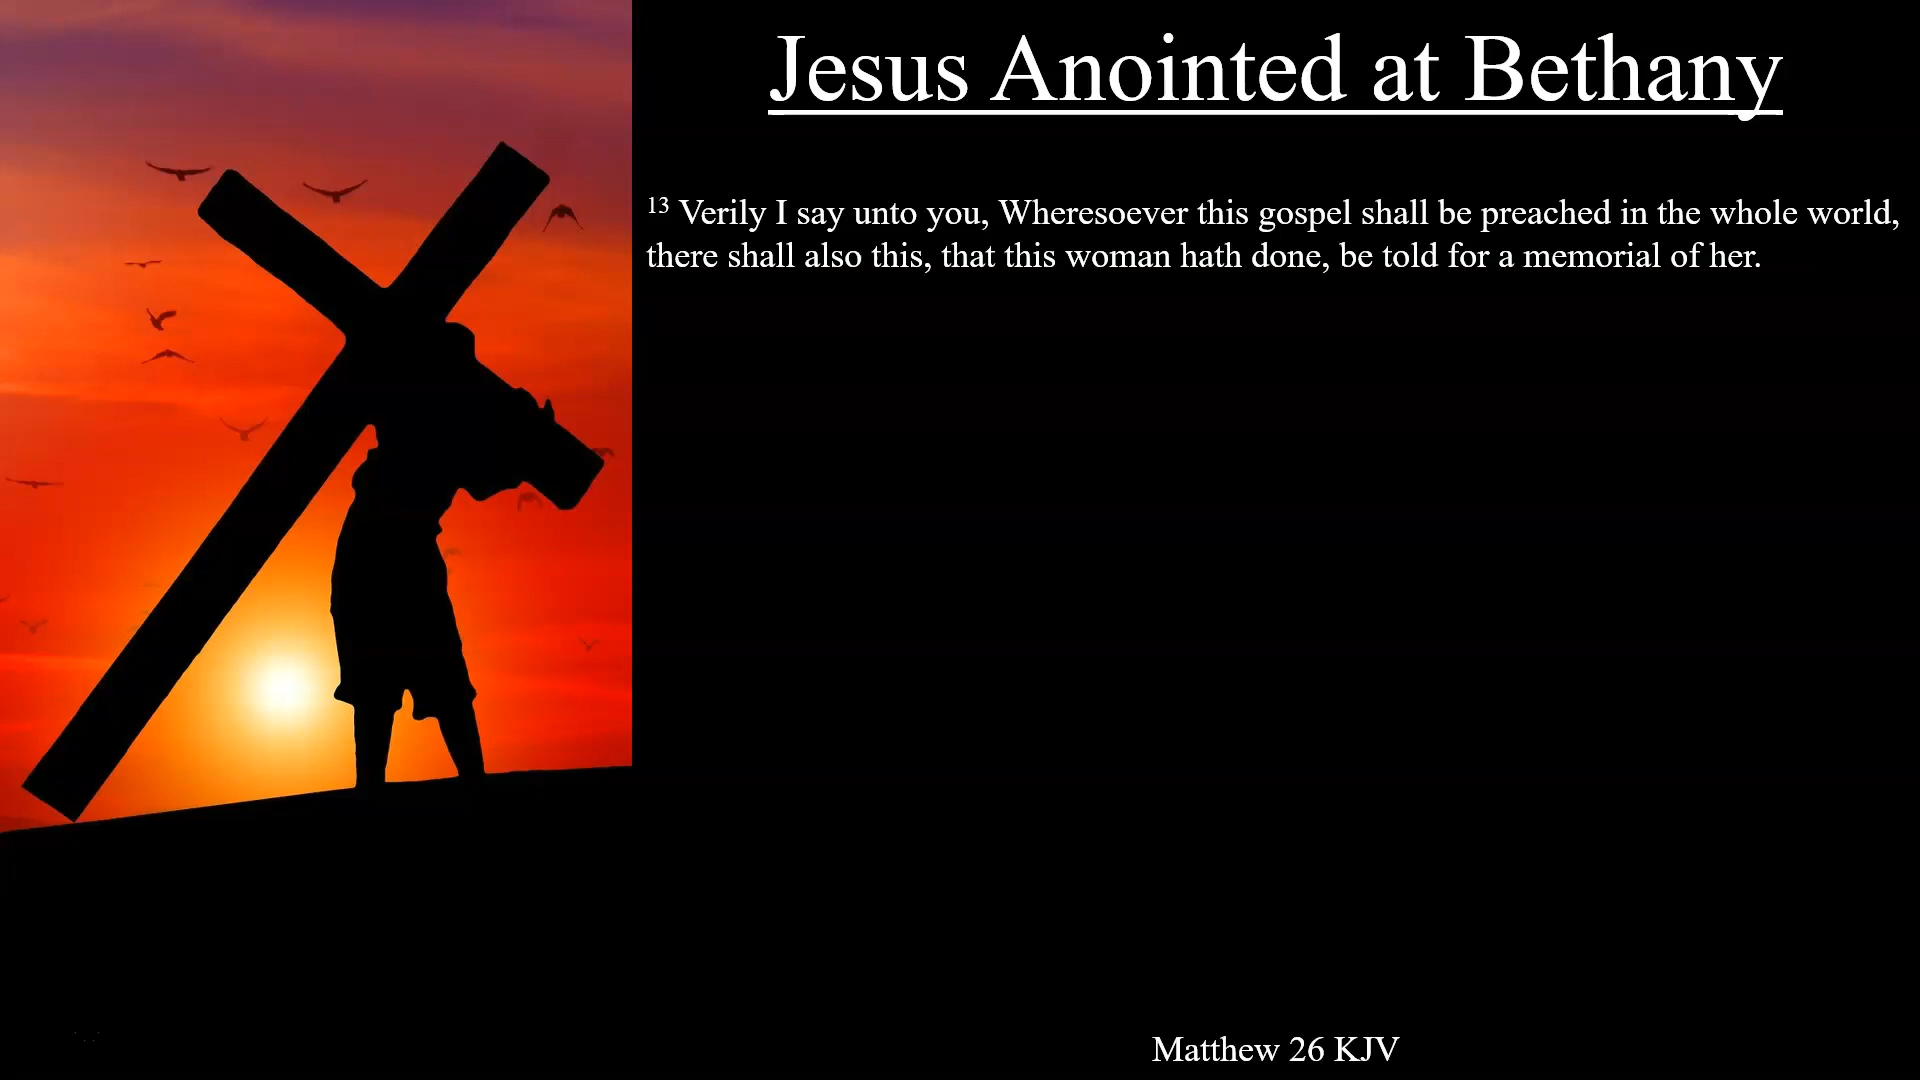 Jesus Anointed at Bethany
13 Verily I say unto you, Wheresoever this gospel shall be preached in the whole world,
there shall also this, that this woman hath done, be told for a memorial of her.
Matthew 26 KJV